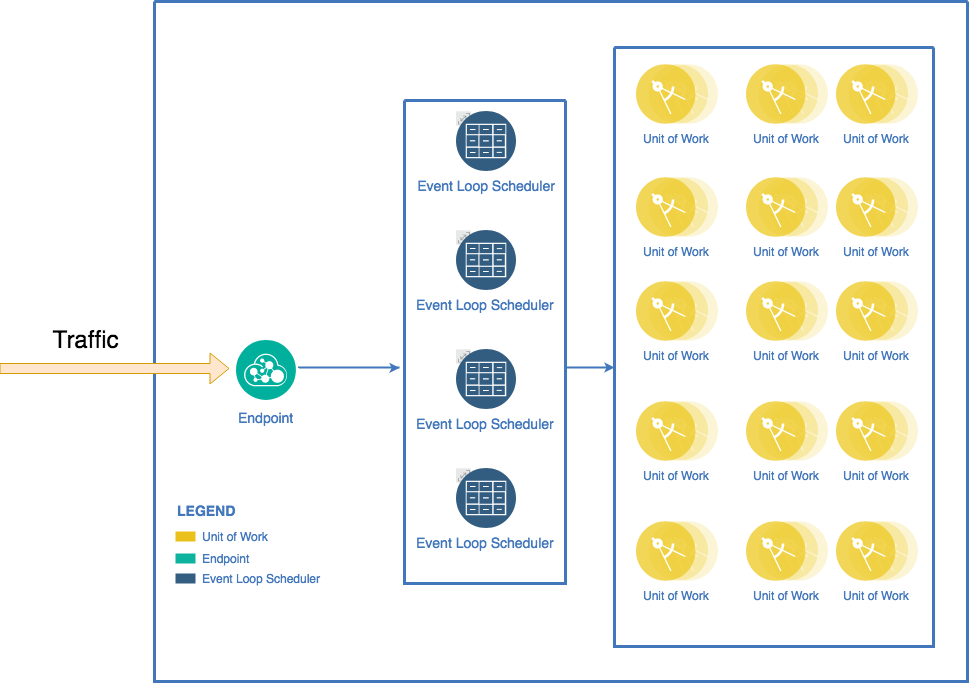 Traffic
Endpoint
Event Loop Scheduler
Event Loop Scheduler
Event Loop Scheduler
Event Loop Scheduler
Unit of Work Unit of Work Unit of Work
Unit of Work Unit of Work Unit of Work
Unit of Work Unit of Work Unit of Work
Unit of Work Unit of Work Unit of Work
Unit of Work Unit of Work Unit of Work
LEGEND
Unit of Work
Endpoint
Event Loop Scheduler